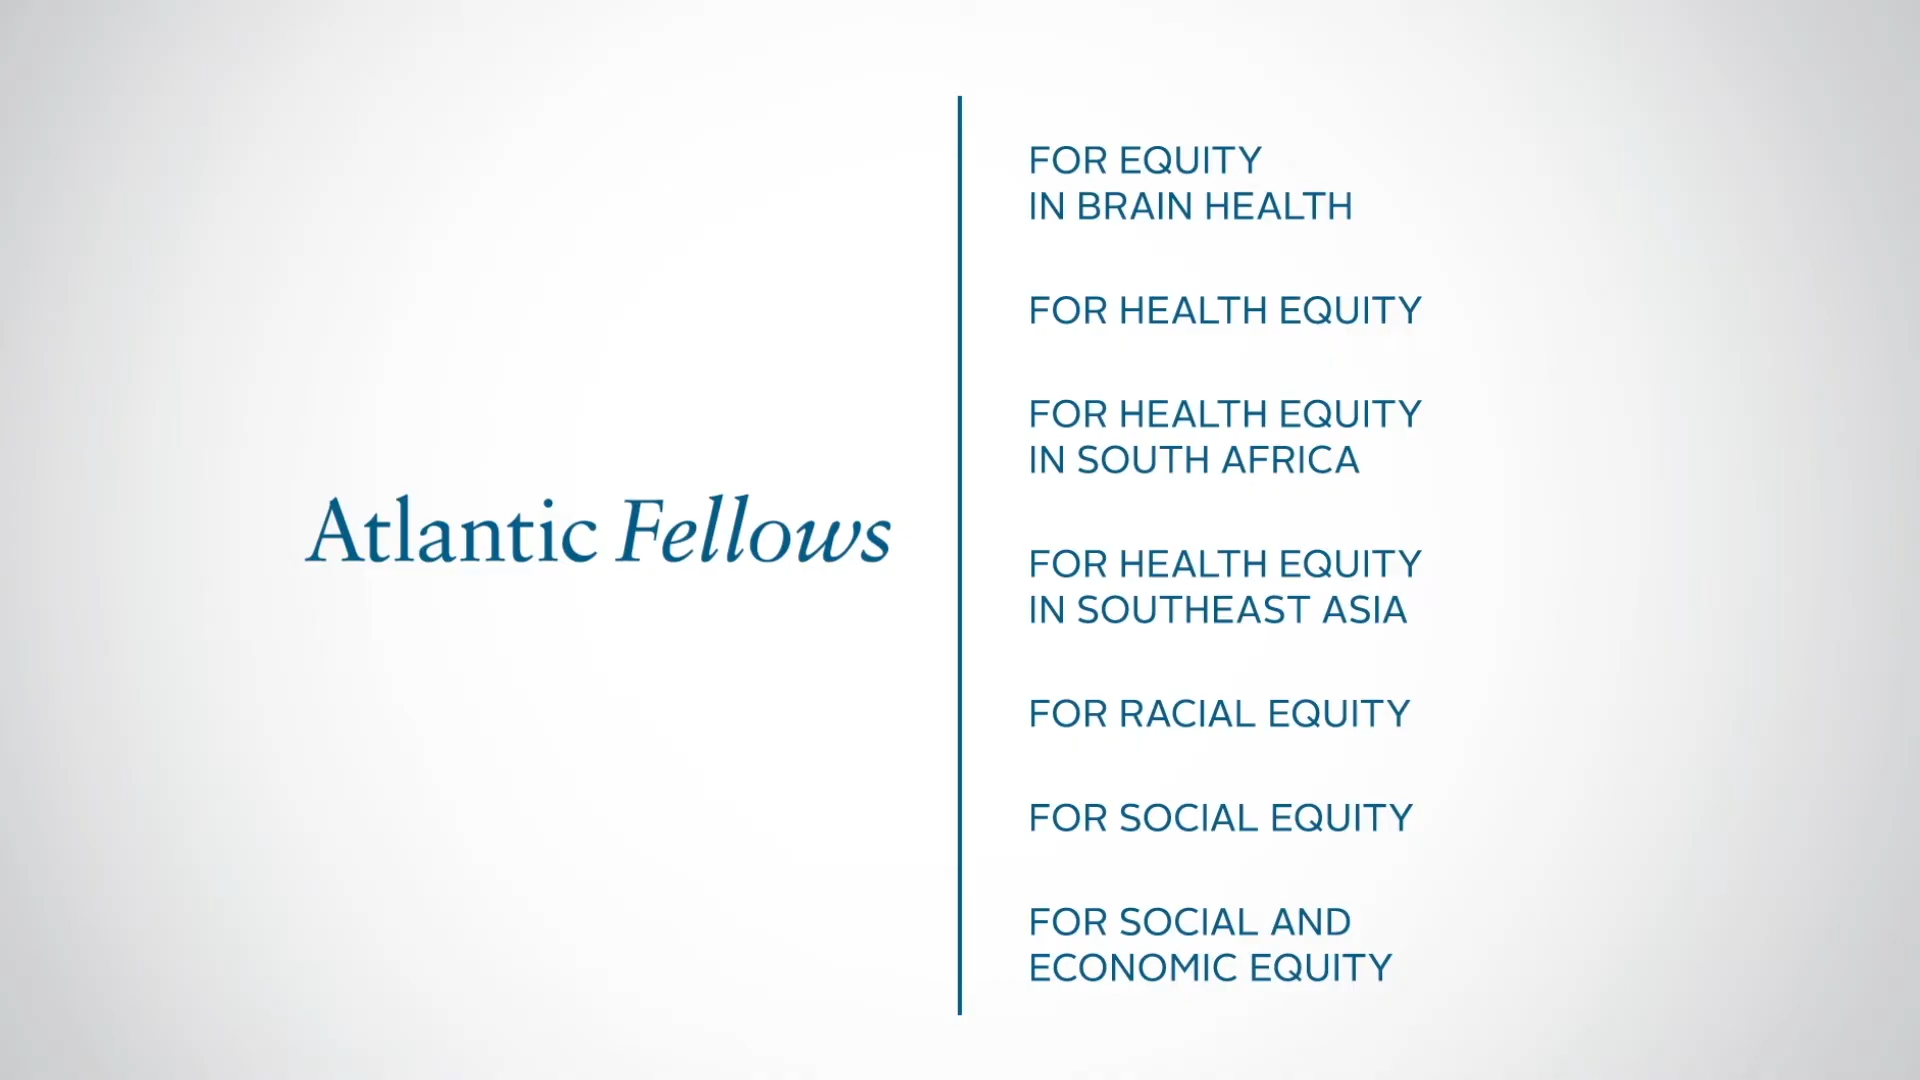 Atlantic Fellows
FOR EQUITY
IN BRAIN HEALTH
FOR HEALTH EQUITY
FOR HEALTH EQUITY
IN SOUTH AFRICA
FOR HEALTH EQUITY
IN SOUTHEAST ASIA
FOR RACIAL EQUITY
FOR SOCIAL EQUITY
FOR SOCIAL AND
ECONOMIC EQUITY